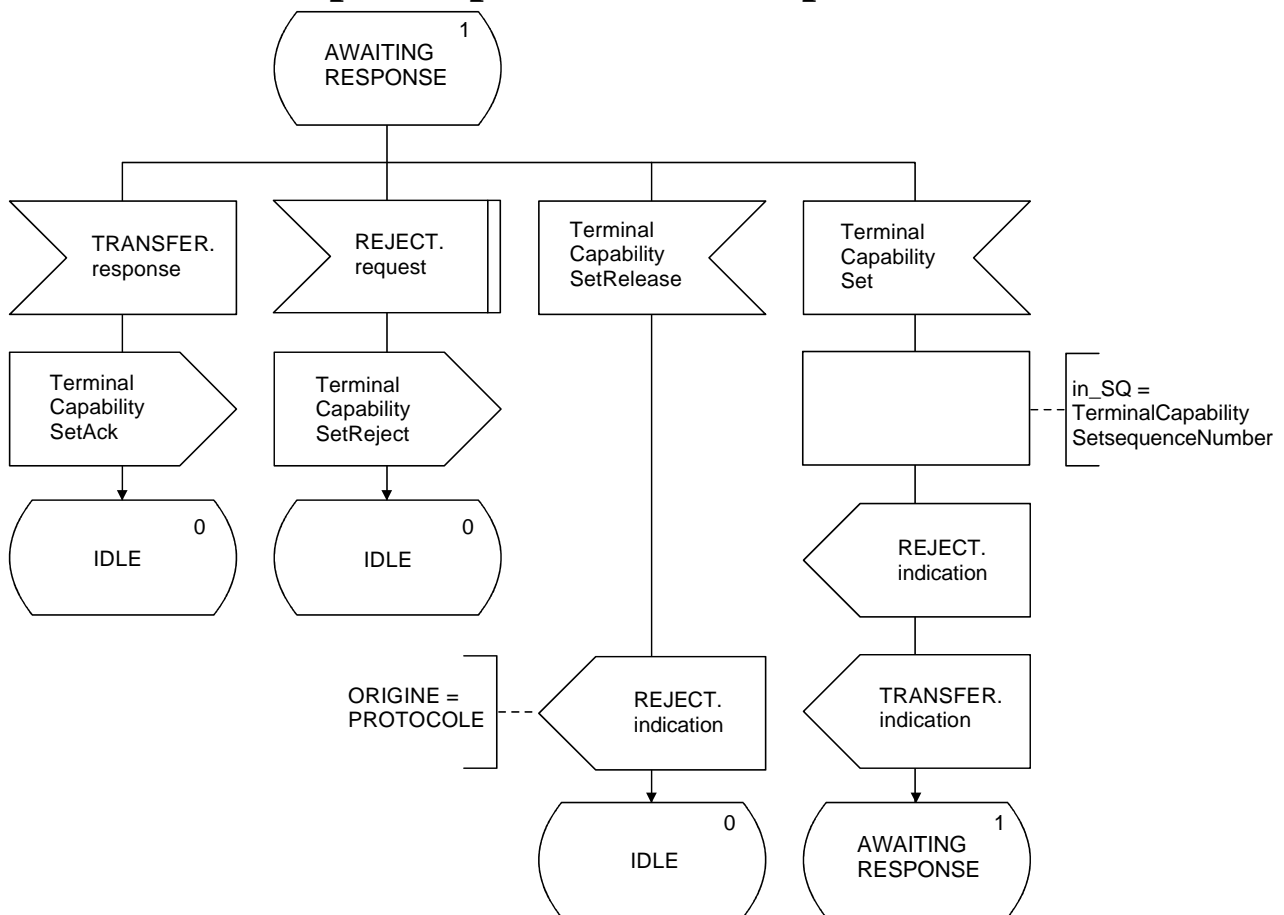 1
AWAITING
RESPONSE
TRANSFER.
response
REJECT.
request
Terminal
Capability
SetRelease
Terminal
Capability
Set
Terminal
Capability
SetAck
Terminal
Capability
SetReject
in_SQ =
TerminalCapability
SetsequenceNumber
0
IDLE
0
IDLE
REJECT.
indication
ORIGINE =
PROTOCOLE
REJECT.
indication
TRANSFER.
indication
0
IDLE
1
AWAITING
RESPONSE